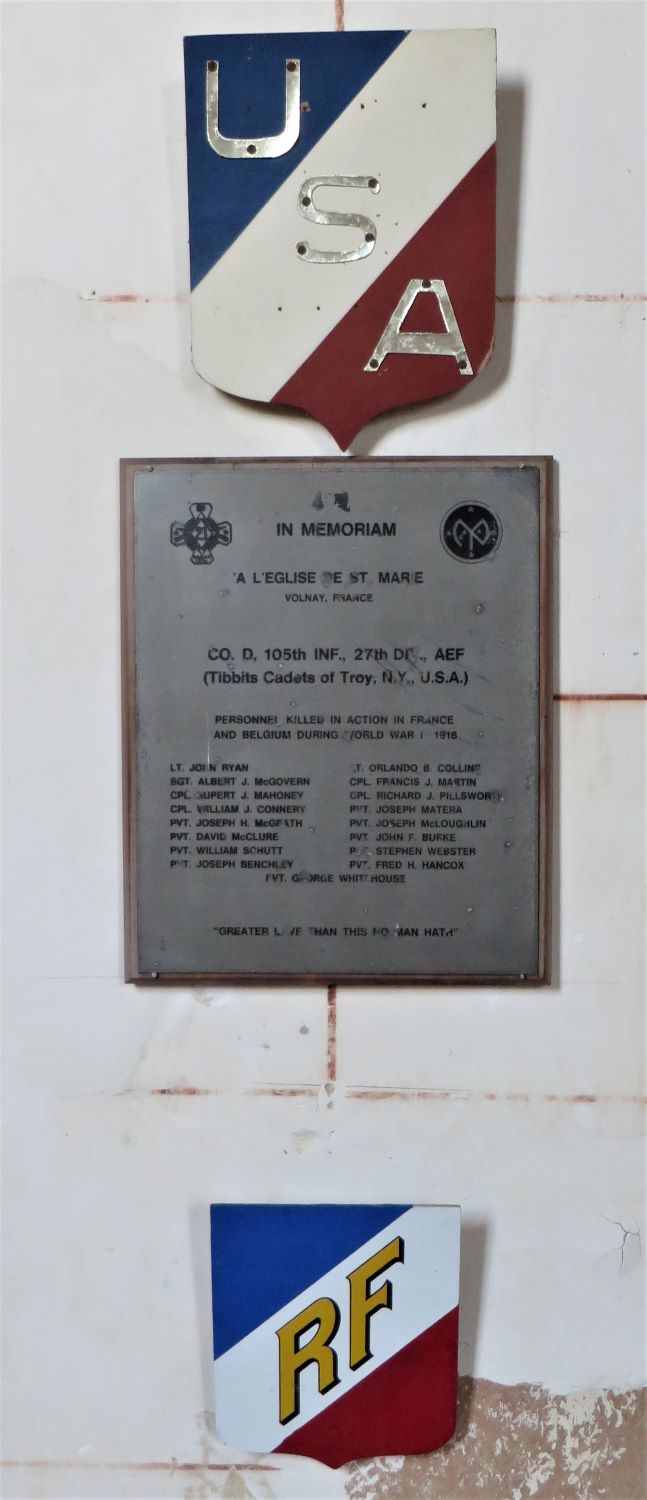 U
S
A
IN MEMORIAM
'A L'EGLISE DE ST MARIE
VOLNAY, FRANCE
CO. D, 105th INF., 27th AEF
(Tibbits Cadets of Troy, N.Y., U.S.A.)
PERSONNEL KILLED IN ACTION IN FRANCE
AND BELGIUM DURING WORLD WAR I 1918
LT. JOHN RYAN
SGT. ALBERT J. McGOVERN
CPL. RUPERT J. MAHONEY
CPL. WILLIAM J. CONNERY
PVT. JOSEPH H. McGRATH
PVT. DAVID McCLURE
PVT. WILLIAM SCHUTT
PVT. JOSEPH BENCHLEY
LT. ORLANDO B. COLLINE
CPL. FRANCIS J. MARTIN
CPL. RICHARD J. PILLSWORTH
PVT. JOSEPH MATERA
PVT. JOSEPH McLOUGHLIN
PVT. JOHN F. BURKE
PVT. STEPHEN WEBSTER
PVT. FRED H. HANCOX
PVT. GEORGE WHITEHOUSE
"GREATER LOVE THAN THIS NO MAN HATH"
RF